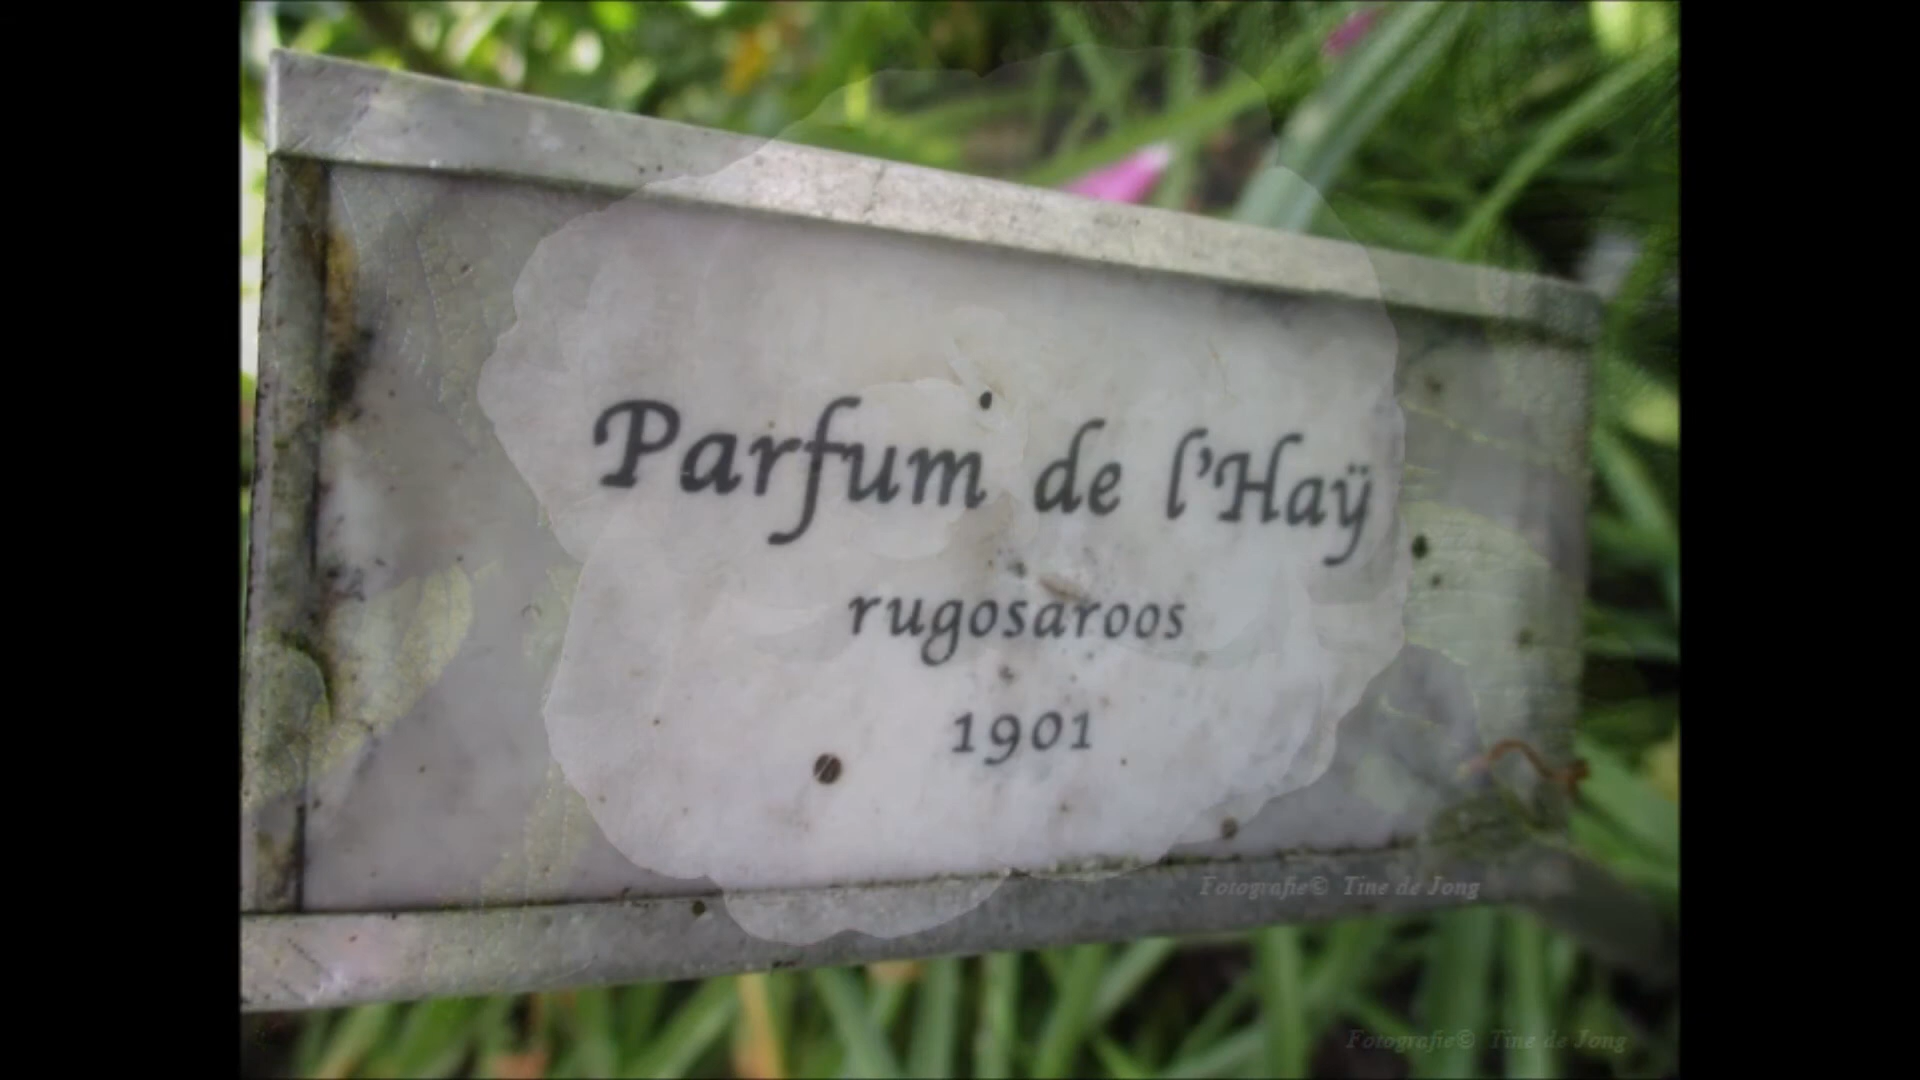 Parfum de l'Haÿ
rugosaroos
1901
Fotografie© Tine de Jong
Fotografie© Tine de Jong